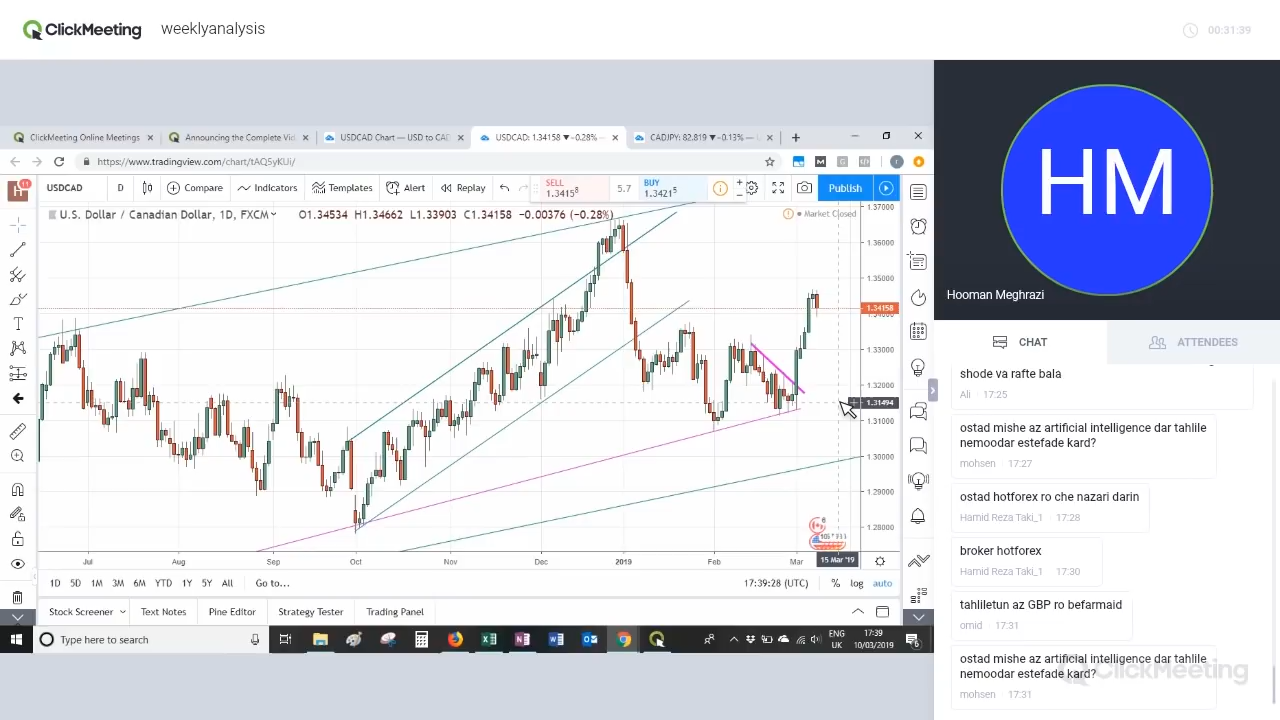 ClickMeeting weeklyanalysis 00:31:39
ClickMeeting Online Meetings
Announcing the Complete Vid
USDCAD Chart — USD to CAD
USDCAD: 1.34158 ▼−0.28%
CADJPY: 82.819 ▼−0.13%
https://www.tradingview.com/chart/tAQ5yKUi/
H 11 USDCAD D Compare Indicators Templates Alert Replay
SELL
1.34158
5.7
BUY
1.34215
Publish
U.S. Dollar / Canadian Dollar, 1D, FXCM O1.34534 H1.34662 L1.33903 C1.34158 −0.00376 (−0.28%)
Market Closed
1.37000
1.36000
1.35000
1.34158
1.34000
1.33000
1.32000
1.31494
1.31000
1.30000
1.29000
1.28000
Jul Aug Sep Oct Nov Dec 2019 Feb Mar 15 Mar '19
1D 5D 1M 3M 6M YTD 1Y 5Y All Go to... 17:39:28 (UTC) % log auto
Stock Screener Text Notes Pine Editor Strategy Tester Trading Panel
Type here to search
ENG
UK
17:39
10/03/2019
6
HM
Hooman Meghrazi
CHAT ATTENDEES
shode va rafte bala
Ali 17:25
ostad mishe az artificial intelligence dar tahlile
nemoodar estefade kard?
mohsen 17:27
ostad hotforex ro che nazari darin
Hamid Reza Taki_1 17:28
broker hotforex
Hamid Reza Taki_1 17:30
tahliletun az GBP ro befarmaid
omid 17:31
ostad mishe az artificial intelligence dar tahlile
nemoodar estefade kard?
mohsen 17:31
ClickMeeting